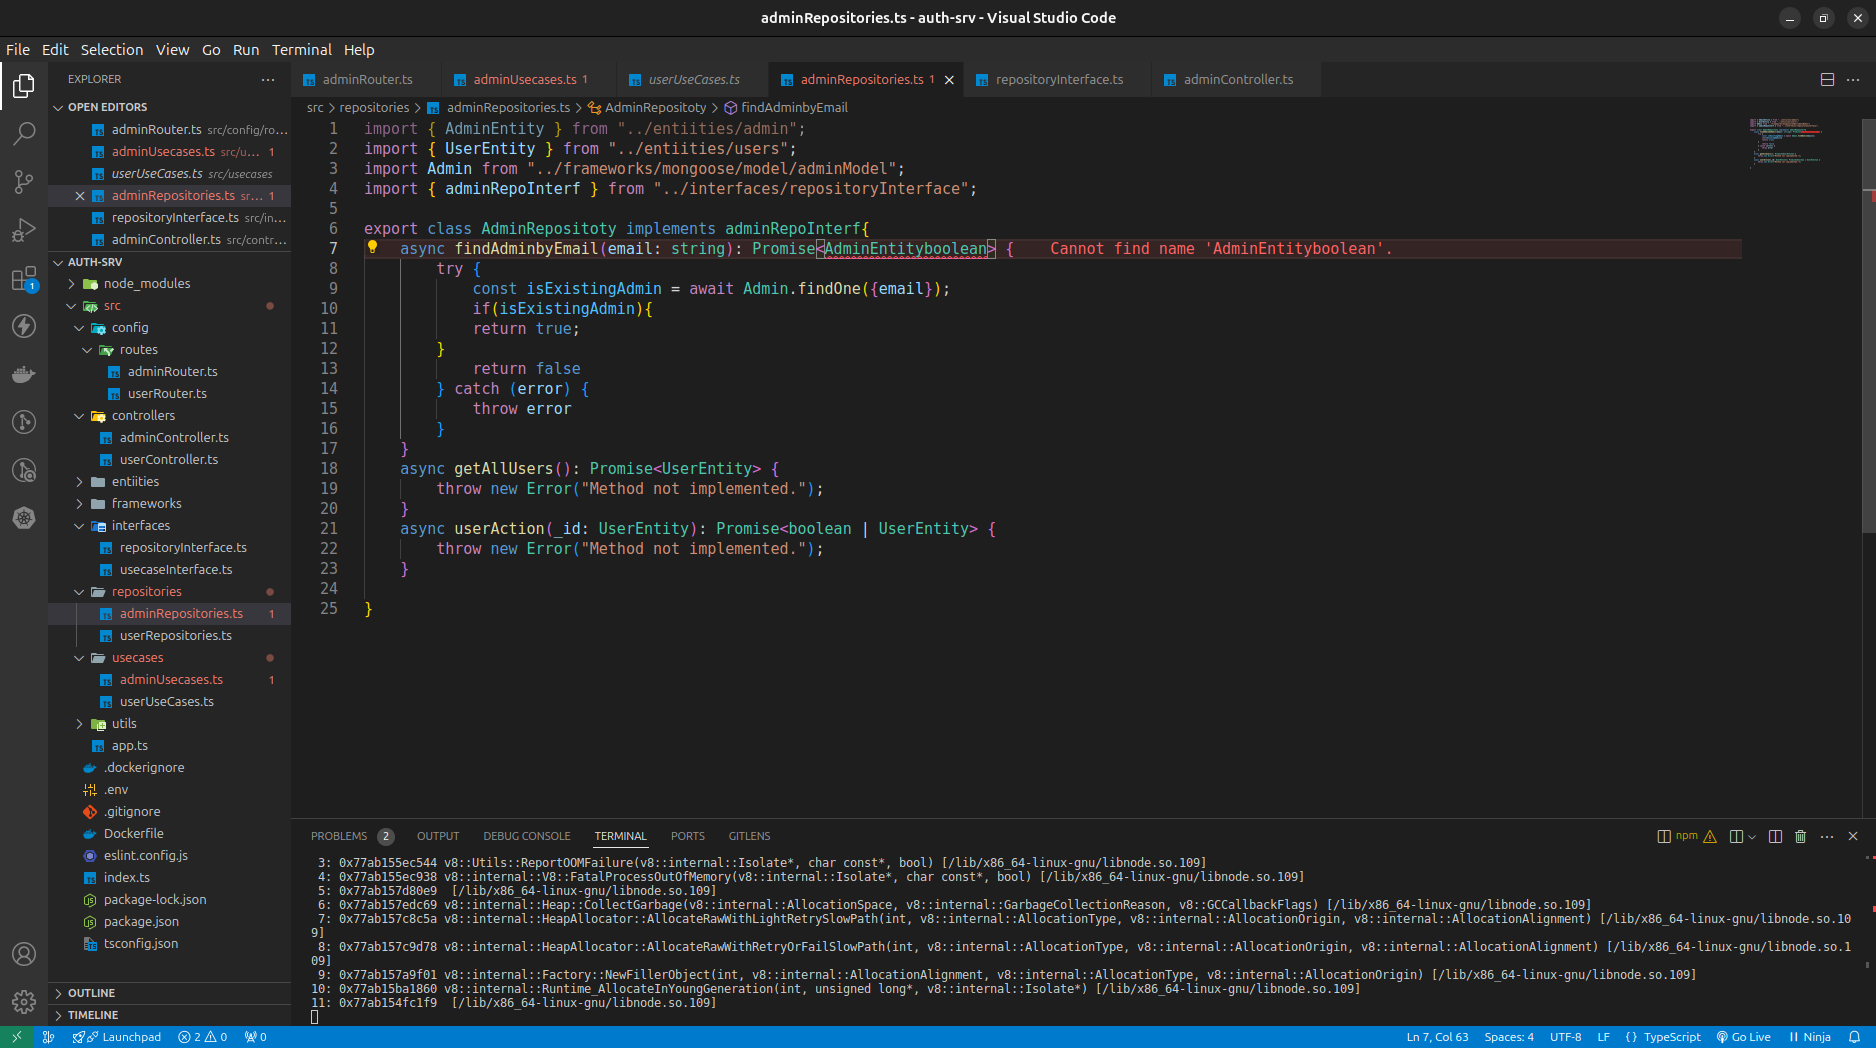 adminRepositories.ts - auth-srv - Visual Studio Code
File Edit Selection View Go Run Terminal Help
EXPLORER
OPEN EDITORS
adminRouter.ts src/config/ro...
adminUsecases.ts src/u... 1
userUseCases.ts src/usecases
adminRepositories.ts sr... 1
repositoryInterface.ts src/in...
adminController.ts src/contr...
AUTH-SRV
node_modules
src
config
routes
adminRouter.ts
userRouter.ts
controllers
adminController.ts
userController.ts
entiities
frameworks
interfaces
repositoryInterface.ts
usecaseInterface.ts
repositories
adminRepositories.ts 1
userRepositories.ts
usecases
adminUsecases.ts 1
userUseCases.ts
utils
app.ts
.dockerignore
.env
.gitignore
Dockerfile
eslint.config.js
index.ts
package-lock.json
package.json
tsconfig.json
OUTLINE
TIMELINE
adminRouter.ts adminUsecases.ts 1 userUseCases.ts adminRepositories.ts 1 repositoryInterface.ts adminController.ts
src > repositories > adminRepositories.ts > AdminRepositoty > findAdminbyEmail
1 import { AdminEntity } from "../entiities/admin";
2 import { UserEntity } from "../entiities/users";
3 import Admin from "../frameworks/mongoose/model/adminModel";
4 import { adminRepoInterf } from "../interfaces/repositoryInterface";
5
6 export class AdminRepositoty implements adminRepoInterf{
7 async findAdminbyEmail(email: string): Promise<AdminEntityboolean> { Cannot find name 'AdminEntityboolean'.
8 try {
9 const isExistingAdmin = await Admin.findOne({email});
10 if(isExistingAdmin){
11 return true;
12 }
13 return false
14 } catch (error) {
15 throw error
16 }
17 }
18 async getAllUsers(): Promise<UserEntity> {
19 throw new Error("Method not implemented.");
20 }
21 async userAction(_id: UserEntity): Promise<boolean | UserEntity> {
22 throw new Error("Method not implemented.");
23 }
24
25 }
PROBLEMS 2 OUTPUT DEBUG CONSOLE TERMINAL PORTS GITLENS
npm
3: 0x77ab155ec544 v8::Utils::ReportOOMFailure(v8::internal::Isolate*, char const*, bool) [/lib/x86_64-linux-gnu/libnode.so.109]
4: 0x77ab155ec938 v8::internal::V8::FatalProcessOutOfMemory(v8::internal::Isolate*, char const*, bool) [/lib/x86_64-linux-gnu/libnode.so.109]
5: 0x77ab157d80e9 [/lib/x86_64-linux-gnu/libnode.so.109]
6: 0x77ab157edc69 v8::internal::Heap::CollectGarbage(v8::internal::AllocationSpace, v8::internal::GarbageCollectionReason, v8::GCCallbackFlags) [/lib/x86_64-linux-gnu/libnode.so.109]
7: 0x77ab157c8c5a v8::internal::HeapAllocator::AllocateRawWithLightRetrySlowPath(int, v8::internal::AllocationType, v8::internal::AllocationOrigin, v8::internal::AllocationAlignment) [/lib/x86_64-linux-gnu/libnode.so.10
9]
8: 0x77ab157c9d78 v8::internal::HeapAllocator::AllocateRawWithRetryOrFailSlowPath(int, v8::internal::AllocationType, v8::internal::AllocationOrigin, v8::internal::AllocationAlignment) [/lib/x86_64-linux-gnu/libnode.so.1
09]
9: 0x77ab157a9f01 v8::internal::Factory::NewFillerObject(int, v8::internal::AllocationAlignment, v8::internal::AllocationType, v8::internal::AllocationOrigin) [/lib/x86_64-linux-gnu/libnode.so.109]
10: 0x77ab15ba1860 v8::internal::Runtime_AllocateInYoungGeneration(int, unsigned long*, v8::internal::Isolate*) [/lib/x86_64-linux-gnu/libnode.so.109]
11: 0x77ab154fc1f9 [/lib/x86_64-linux-gnu/libnode.so.109]
Launchpad 2 0 0
Ln 7, Col 63 Spaces: 4 UTF-8 LF {} TypeScript Go Live Ninja